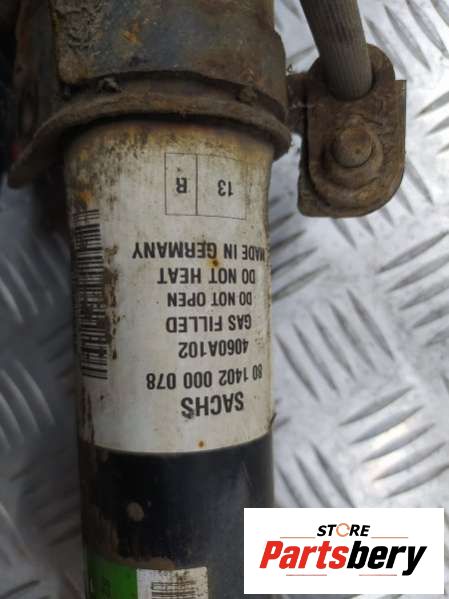 SACHS
80 1402 000 078
4060A102
GAS FILLED
DO NOT OPEN
DO NOT HEAT
MADE IN GERMANY
13 R
STORE
Partsbery